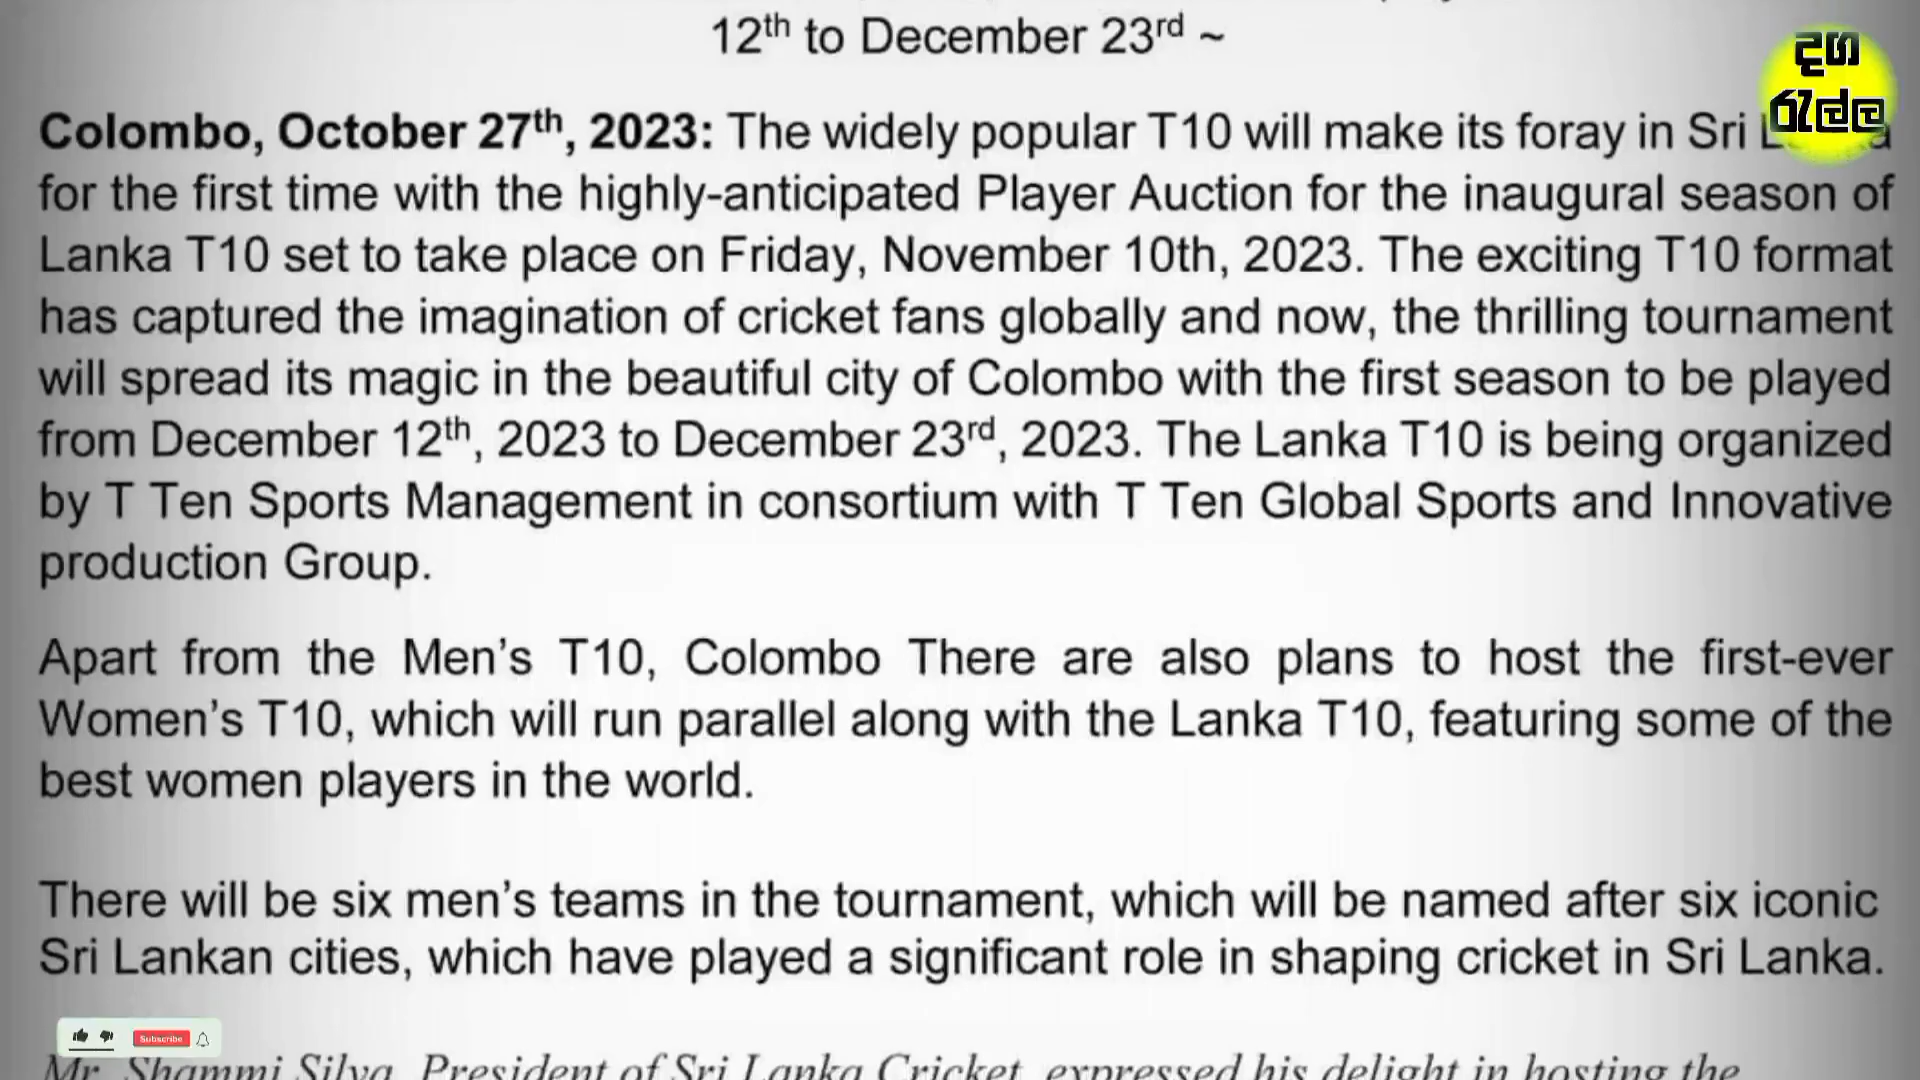 12th to December 23rd ~
දඟ
රැල්ල
Colombo, October 27th, 2023: The widely popular T10 will make its foray in Sri
for the first time with the highly-anticipated Player Auction for the inaugural season of
Lanka T10 set to take place on Friday, November 10th, 2023. The exciting T10 format
has captured the imagination of cricket fans globally and now, the thrilling tournament
will spread its magic in the beautiful city of Colombo with the first season to be played
from December 12th, 2023 to December 23rd, 2023. The Lanka T10 is being organized
by T Ten Sports Management in consortium with T Ten Global Sports and Innovative
production Group.
Apart from the Men’s T10, Colombo There are also plans to host the first-ever
Women’s T10, which will run parallel along with the Lanka T10, featuring some of the
best women players in the world.
There will be six men’s teams in the tournament, which will be named after six iconic
Sri Lankan cities, which have played a significant role in shaping cricket in Sri Lanka.
Subscribe
Mr. Shammi Silva, President of Sri Lanka Cricket, expressed his delight in hosting the